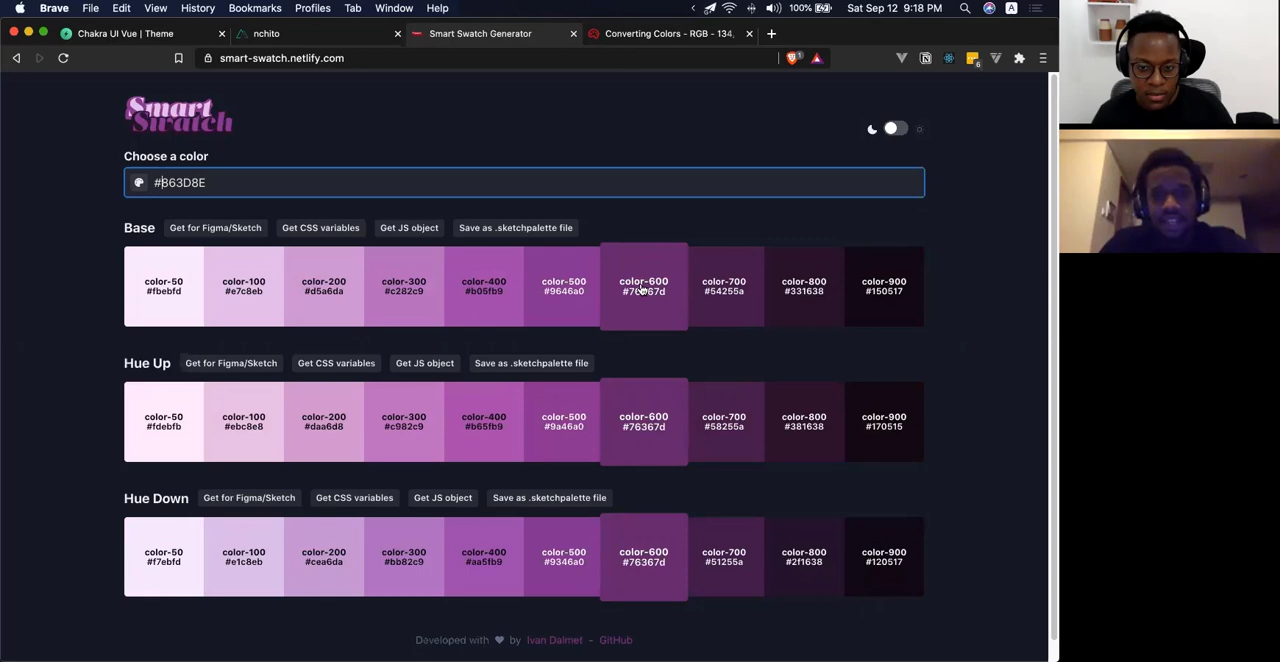 Brave File Edit View History Bookmarks Profiles Tab Window Help 100% Sat Sep 12 9:18 PM A
Chakra UI Vue | Theme nchito Smart Swatch Generator Converting Colors - RGB - 134,
smart-swatch.netlify.com 1 6
Smart
Swatch
Choose a color
#863D8E
Base Get for Figma/Sketch Get CSS variables Get JS object Save as .sketchpalette file
color-50 color-100 color-200 color-300 color-400 color-500 color-600 color-700 color-800 color-900
#fbebfd #e7c8eb #d5a6da #c282c9 #b05fb9 #9646a0 #76367d #54255a #331638 #150517
Hue Up Get for Figma/Sketch Get CSS variables Get JS object Save as .sketchpalette file
color-50 color-100 color-200 color-300 color-400 color-500 color-600 color-700 color-800 color-900
#fdebfb #ebc8e8 #daa6d8 #c982c9 #b65fb9 #9a46a0 #76367d #58255a #381638 #170515
Hue Down Get for Figma/Sketch Get CSS variables Get JS object Save as .sketchpalette file
color-50 color-100 color-200 color-300 color-400 color-500 color-600 color-700 color-800 color-900
#f7ebfd #e1c8eb #cea6da #bb82c9 #aa5fb9 #9346a0 #76367d #51255a #2f1638 #120517
Developed with ❤ by Ivan Dalmet - GitHub